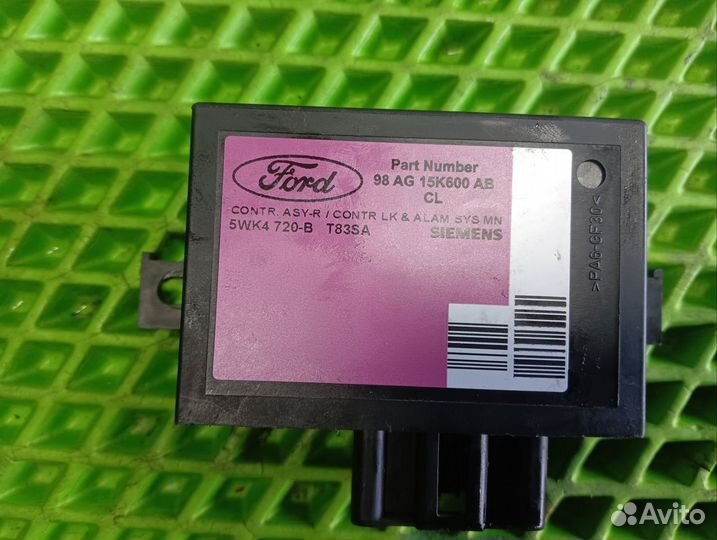 Ford
Part Number
98 AG 15K600 AB
CL
CONTR. ASY-R / CONTR LK & ALAM SYS MN
5WK4 720-B T83SA
SIEMENS
>PA6-GF30<
Avito